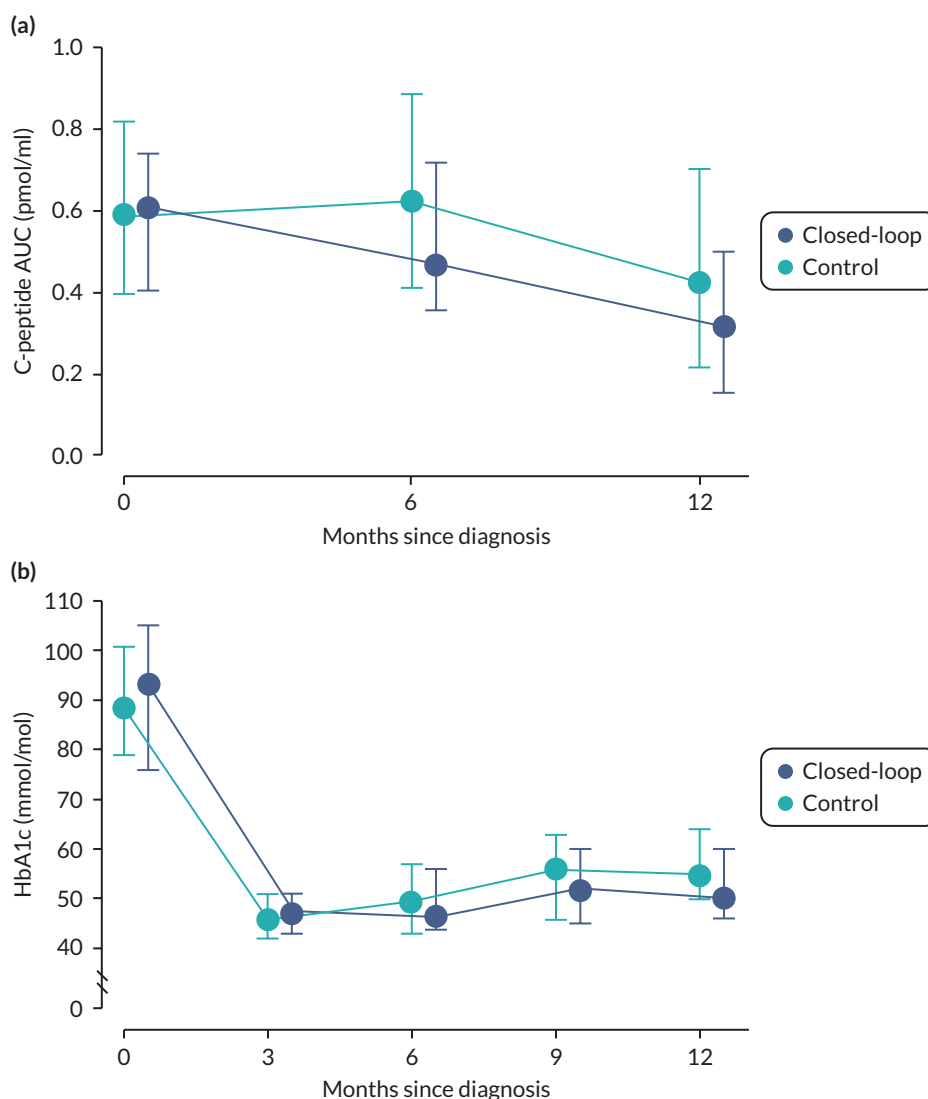 (a)
C-peptide AUC (pmol/ml)
1.0
0.8
0.6
0.4
0.2
0.0
0
6
12
Months since diagnosis
Closed-loop
Control
(b)
HbA1c (mmol/mol)
110
100
90
80
70
60
50
40
0
0
3
6
9
12
Months since diagnosis
Closed-loop
Control